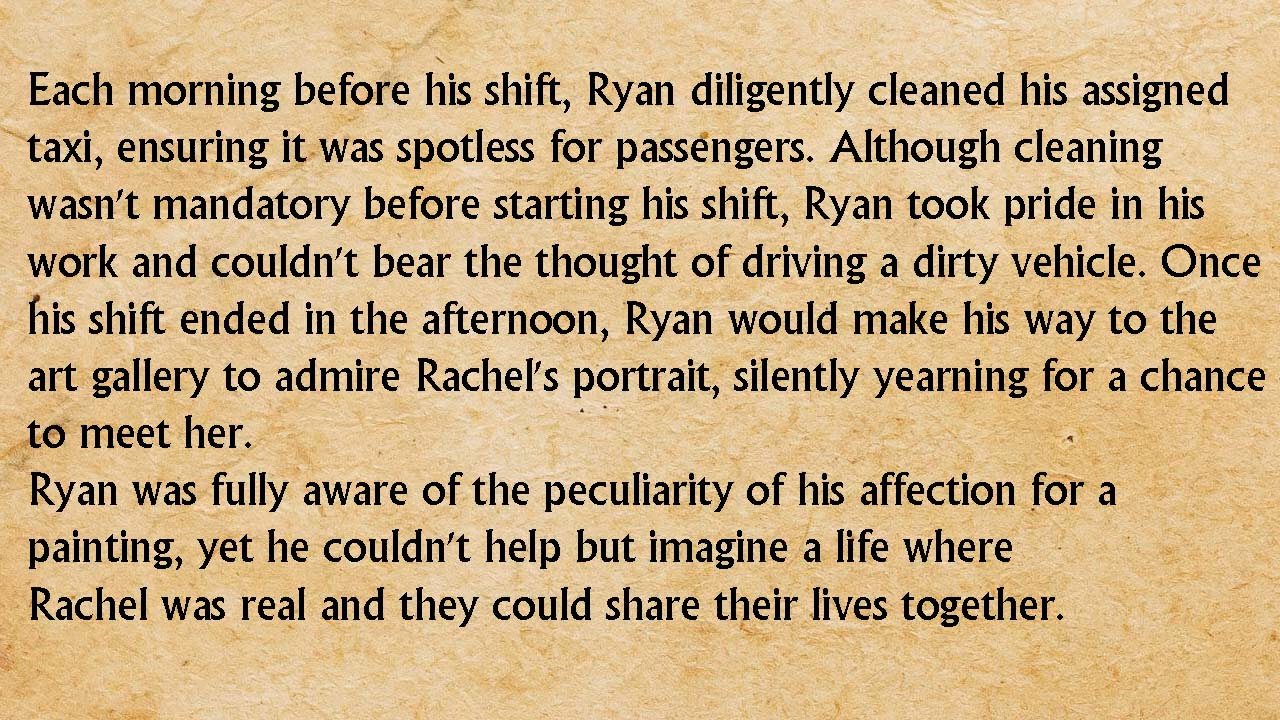 Each morning before his shift, Ryan diligently cleaned his assigned
taxi, ensuring it was spotless for passengers. Although cleaning
wasn't mandatory before starting his shift, Ryan took pride in his
work and couldn't bear the thought of driving a dirty vehicle. Once
his shift ended in the afternoon, Ryan would make his way to the
art gallery to admire Rachel's portrait, silently yearning for a chance
to meet her.
Ryan was fully aware of the peculiarity of his affection for a
painting, yet he couldn't help but imagine a life where
Rachel was real and they could share their lives together.